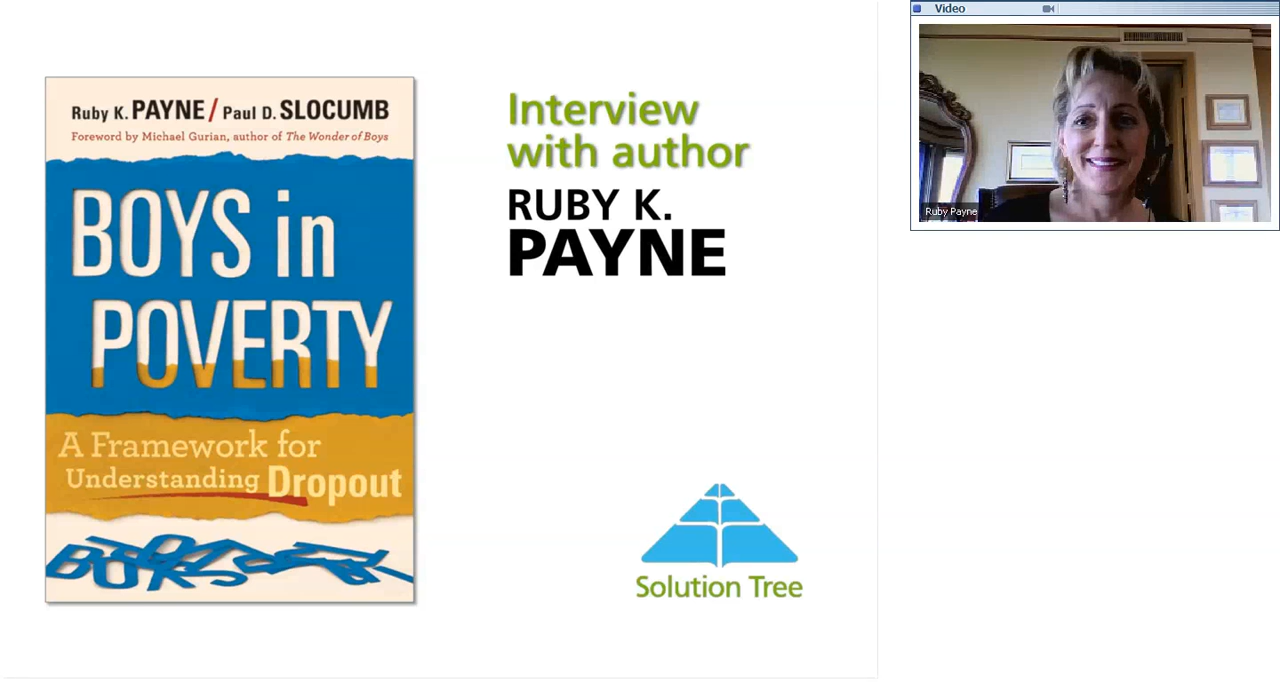 Ruby K. PAYNE / Paul D. SLOCUMB
Foreword by Michael Gurian, author of The Wonder of Boys
BOYS in
POVERTY
A Framework for
Understanding Dropout
Interview
with author
RUBY K.
PAYNE
Solution Tree
Video
Ruby Payne